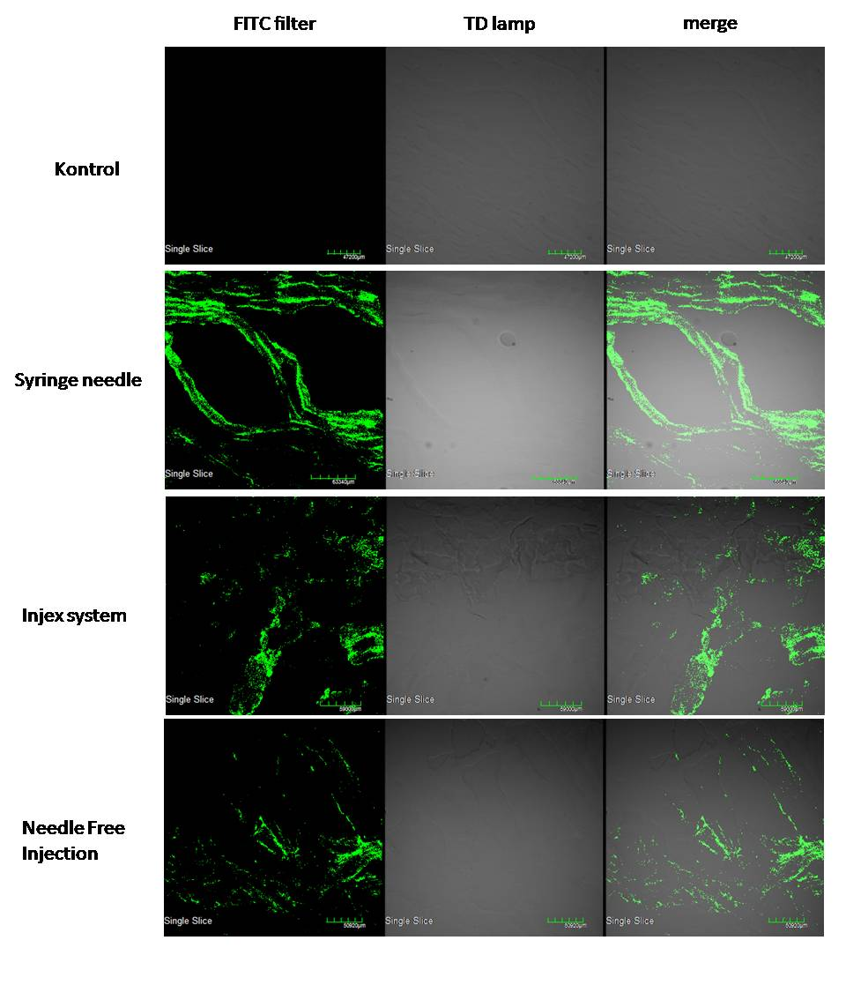 FITC filter TD lamp merge
Kontrol
Single Slice 47200µm Single Slice 47200µm Single Slice 47200µm
Syringe needle
Single Slice 63340µm Single Slice 63340µm Single Slice 63340µm
Injex system
Single Slice 59000µm Single Slice 59000µm Single Slice 59000µm
Needle Free
Injection
Single Slice 50920µm Single Slice 50920µm Single Slice 50920µm